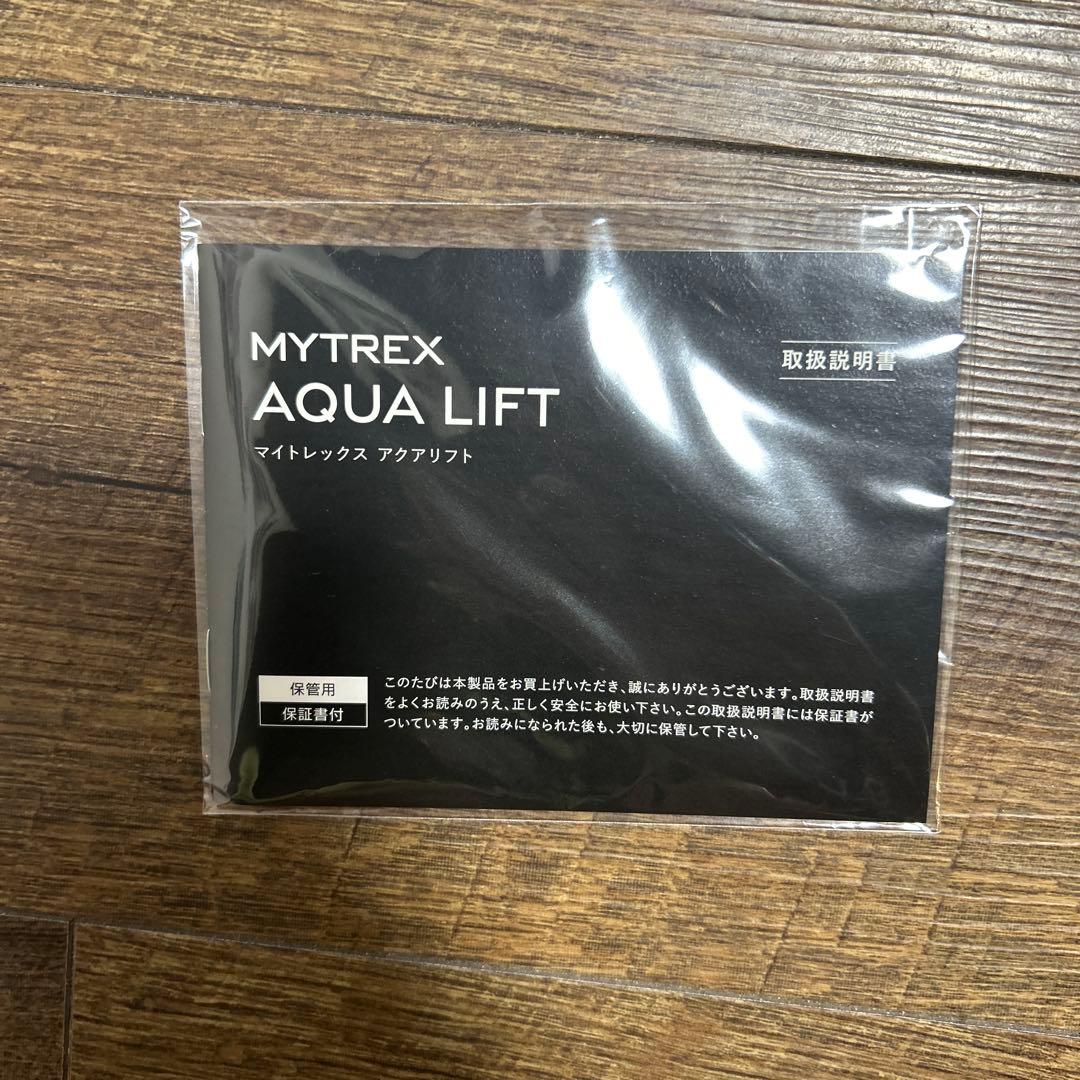 MYTREX
AQUA LIFT
マイトレックス アクアリフト
取扱説明書
保管用
保証書付
このたびは本製品をお買上げいただき、誠にありがとうございます。取扱説明書
をよくお読みのうえ、正しく安全にお使い下さい。この取扱説明書には保証書が
ついています。お読みになられた後も、大切に保管して下さい。